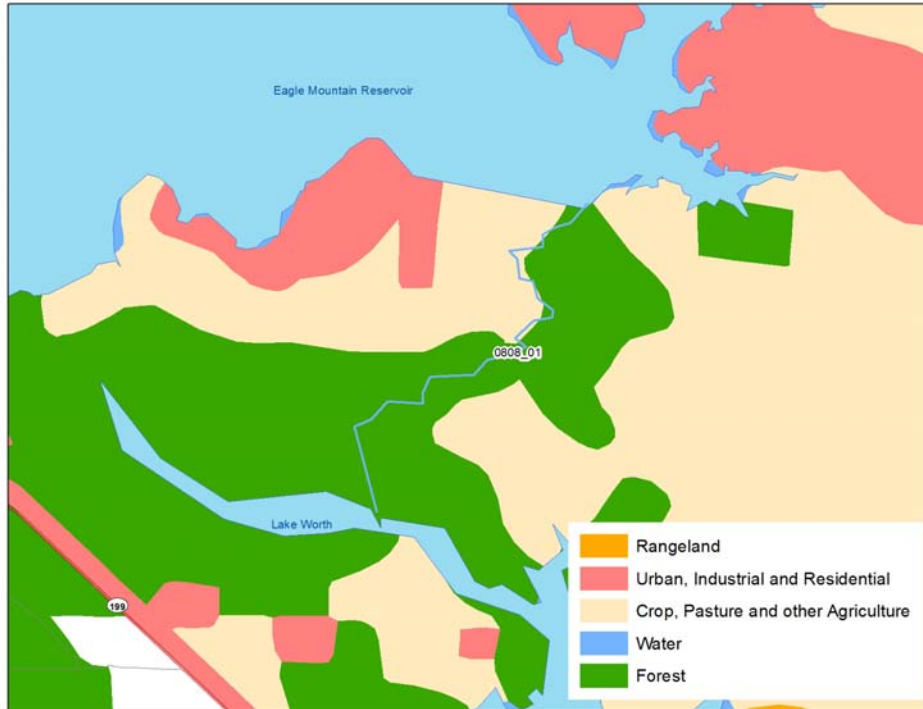 Eagle Mountain Reservoir
0808_01
Lake Worth
199
Rangeland
Urban, Industrial and Residential
Crop, Pasture and other Agriculture
Water
Forest